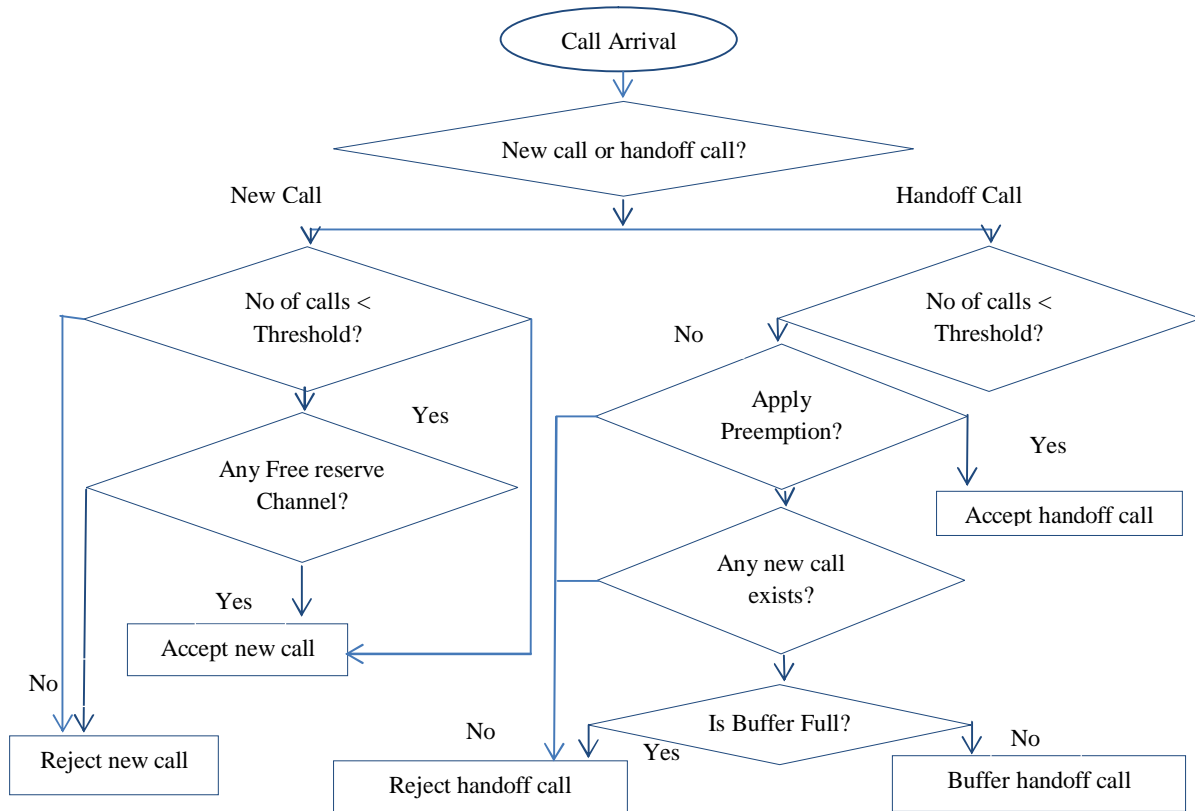 Call Arrival
New call or handoff call?
New Call
Handoff Call
No of calls <
Threshold?
No of calls <
Threshold?
No
Yes
Apply
Preemption?
Yes
Any Free reserve
Channel?
Accept handoff call
Any new call
exists?
Yes
Accept new call
No
Is Buffer Full?
No
Yes
No
Reject new call
Reject handoff call
Buffer handoff call